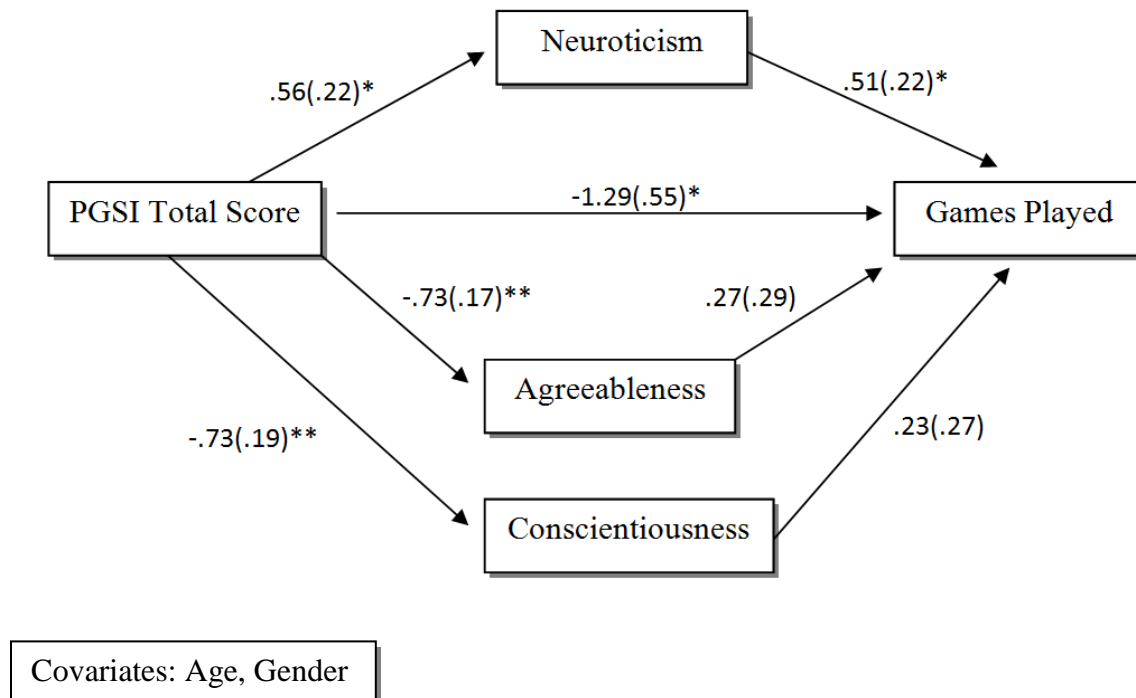 Neuroticism
.56(.22)*
.51(.22)*
PGSI Total Score
-1.29(.55)*
Games Played
-.73(.17)**
.27(.29)
Agreeableness
-.73(.19)**
.23(.27)
Conscientiousness
Covariates: Age, Gender